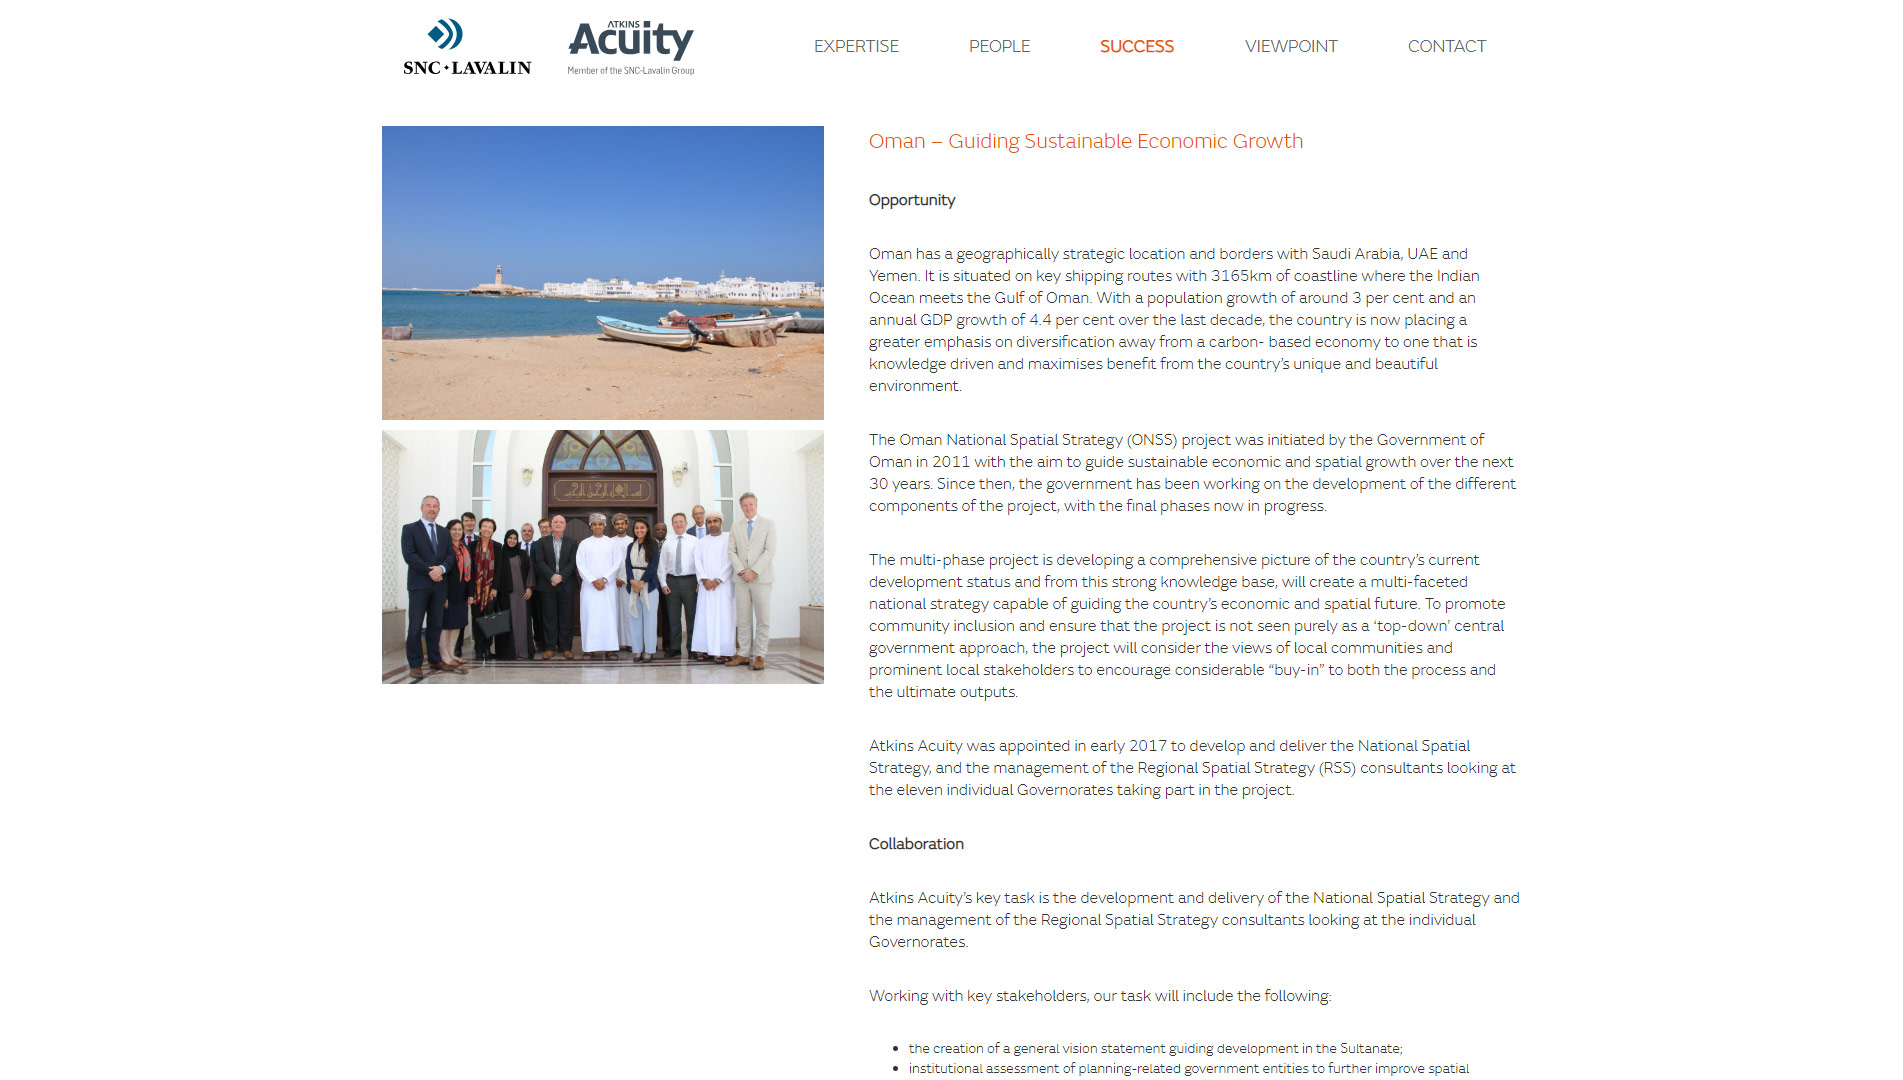 SNC · LAVALIN
ATKINS
Acuity
Member of the SNC-Lavalin Group
EXPERTISE
PEOPLE
SUCCESS
VIEWPOINT
CONTACT
Oman – Guiding Sustainable Economic Growth
Opportunity
Oman has a geographically strategic location and borders with Saudi Arabia, UAE and
Yemen. It is situated on key shipping routes with 3165km of coastline where the Indian
Ocean meets the Gulf of Oman. With a population growth of around 3 per cent and an
annual GDP growth of 4.4 per cent over the last decade, the country is now placing a
greater emphasis on diversification away from a carbon- based economy to one that is
knowledge driven and maximises benefit from the country’s unique and beautiful
environment.
The Oman National Spatial Strategy (ONSS) project was initiated by the Government of
Oman in 2011 with the aim to guide sustainable economic and spatial growth over the next
30 years. Since then, the government has been working on the development of the different
components of the project, with the final phases now in progress.
The multi-phase project is developing a comprehensive picture of the country’s current
development status and from this strong knowledge base, will create a multi-faceted
national strategy capable of guiding the country’s economic and spatial future. To promote
community inclusion and ensure that the project is not seen purely as a ‘top-down’ central
government approach, the project will consider the views of local communities and
prominent local stakeholders to encourage considerable “buy-in” to both the process and
the ultimate outputs.
Atkins Acuity was appointed in early 2017 to develop and deliver the National Spatial
Strategy, and the management of the Regional Spatial Strategy (RSS) consultants looking at
the eleven individual Governorates taking part in the project.
Collaboration
Atkins Acuity’s key task is the development and delivery of the National Spatial Strategy and
the management of the Regional Spatial Strategy consultants looking at the individual
Governorates.
Working with key stakeholders, our task will include the following:
• the creation of a general vision statement guiding development in the Sultanate;
• institutional assessment of planning-related government entities to further improve spatial